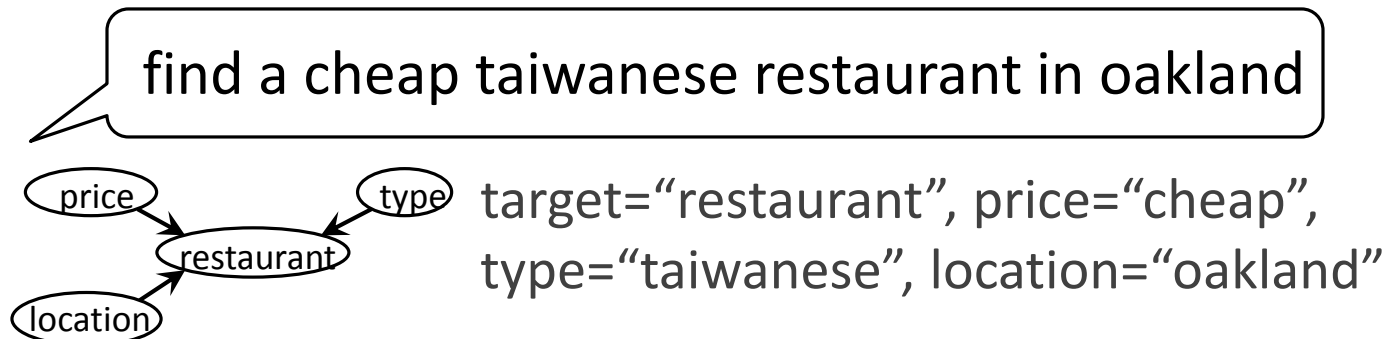 find a cheap taiwanese restaurant in oakland
price
type
restaurant
location
target=“restaurant”, price=“cheap”,
type=“taiwanese”, location=“oakland”